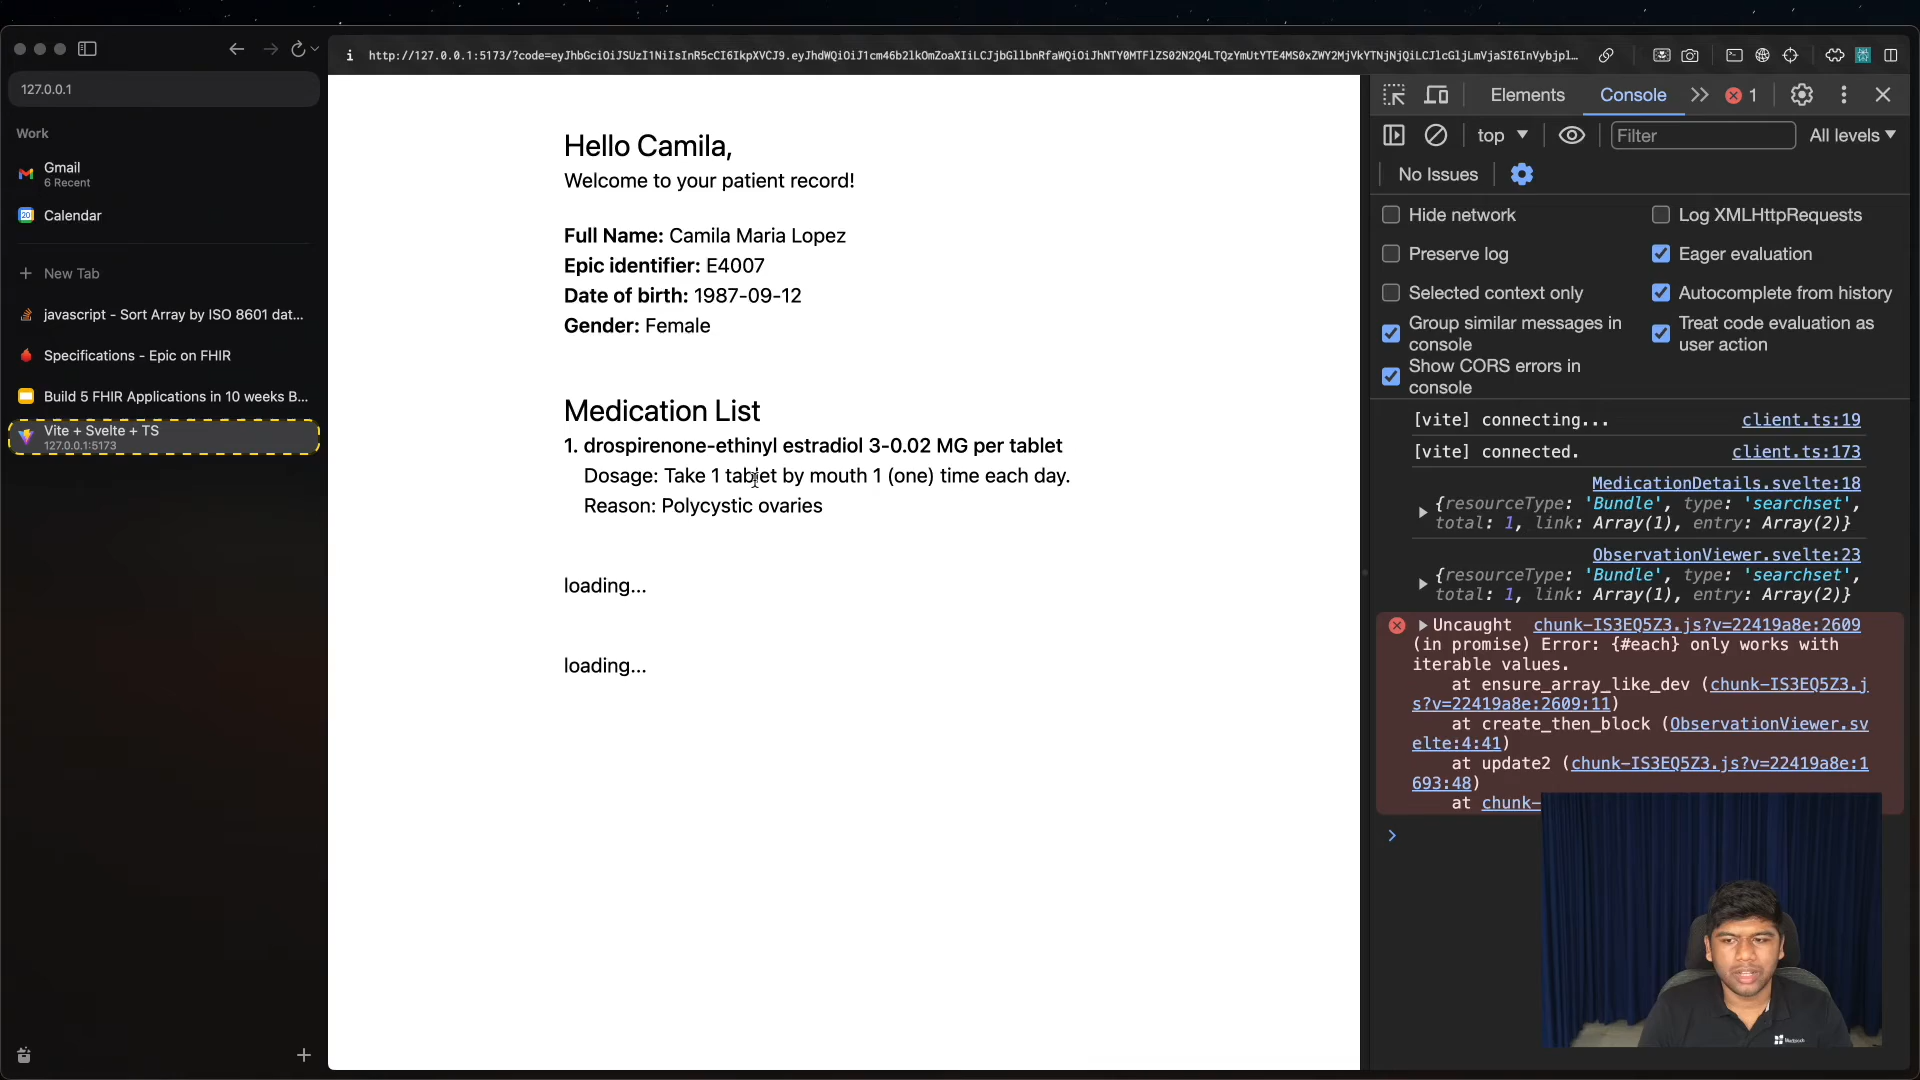 127.0.0.1
Work
Gmail
6 Recent
Calendar
New Tab
javascript - Sort Array by ISO 8601 dat...
Specifications - Epic on FHIR
Build 5 FHIR Applications in 10 weeks B...
Vite + Svelte + TS
127.0.0.1:5173
Hello Camila,
Welcome to your patient record!
Full Name: Camila Maria Lopez
Epic identifier: E4007
Date of birth: 1987-09-12
Gender: Female
Medication List
1. drospirenone-ethinyl estradiol 3-0.02 MG per tablet
Dosage: Take 1 tablet by mouth 1 (one) time each day.
Reason: Polycystic ovaries
loading...
loading...
Elements
Console
1
top
Filter
All levels
No Issues
Hide network
Log XMLHttpRequests
Preserve log
Eager evaluation
Selected context only
Autocomplete from history
Group similar messages in
console
Treat code evaluation as
user action
Show CORS errors in
console
[vite] connecting... client.ts:19
[vite] connected. client.ts:173
MedicationDetails.svelte:18
{resourceType: 'Bundle', type: 'searchset',
total: 1, link: Array(1), entry: Array(2)}
ObservationViewer.svelte:23
{resourceType: 'Bundle', type: 'searchset',
total: 1, link: Array(1), entry: Array(2)}
Uncaught chunk-IS3EQ5Z3.js?v=22419a8e:2609
(in promise) Error: {#each} only works with
iterable values.
at ensure_array_like_dev (chunk-IS3EQ5Z3.j
s?v=22419a8e:2609:11)
at create_then_block (ObservationViewer.sv
elte:4:41)
at update2 (chunk-IS3EQ5Z3.js?v=22419a8e:1
693:48)
at chunk-